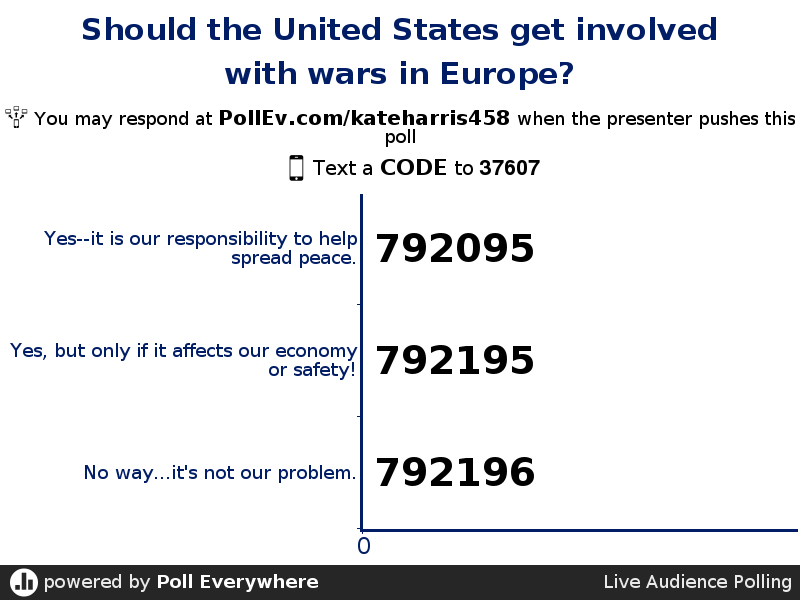 Should the United States get involved
with wars in Europe?
You may respond at PollEv.com/kateharris458 when the presenter pushes this
poll
Text a CODE to 37607
Yes--it is our responsibility to help
spread peace.
792095
Yes, but only if it affects our economy
or safety!
792195
No way...it's not our problem.
792196
0
powered by Poll Everywhere
Live Audience Polling